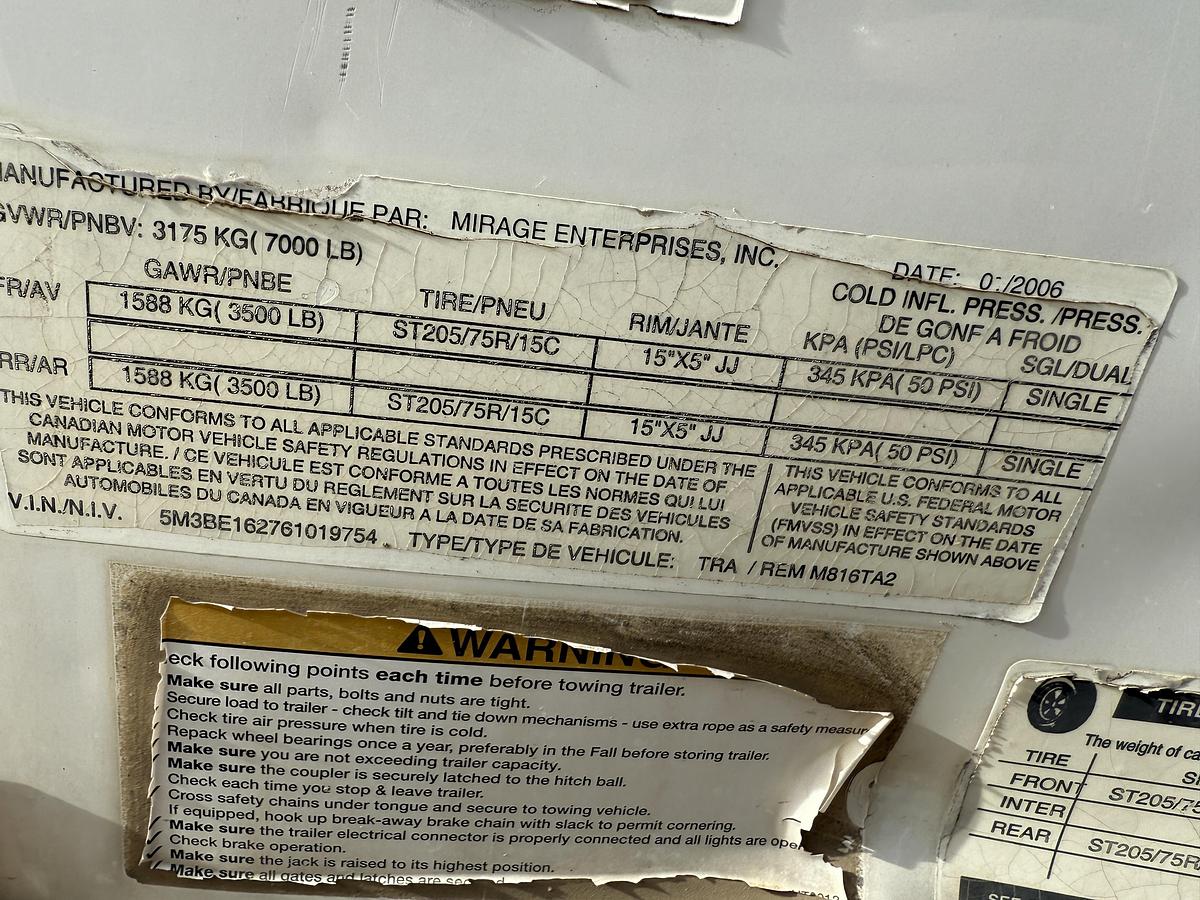 MANUFACTURED BY/FABRIQUE PAR: MIRAGE ENTERPRISES, INC.
DATE: 0 /2006
GVWR/PNBV: 3175 KG( 7000 LB)
GAWR/PNBE TIRE/PNEU RIM/JANTE COLD INFL. PRESS. /PRESS.
DE GONF A FROID
KPA (PSI/LPC) SGL/DUAL
FR/AV 1588 KG( 3500 LB) ST205/75R/15C 15"X5" JJ 345 KPA( 50 PSI) SINGLE
RR/AR 1588 KG( 3500 LB) ST205/75R/15C 15"X5" JJ 345 KPA( 50 PSI) SINGLE
THIS VEHICLE CONFORMS TO ALL APPLICABLE STANDARDS PRESCRIBED UNDER THE
CANADIAN MOTOR VEHICLE SAFETY REGULATIONS IN EFFECT ON THE DATE OF
MANUFACTURE. / CE VEHICULE EST CONFORME A TOUTES LES NORMES QUI LUI
SONT APPLICABLES EN VERTU DU REGLEMENT SUR LA SECURITE DES VEHICULES
AUTOMOBILES DU CANADA EN VIGUEUR A LA DATE DE SA FABRICATION.
THIS VEHICLE CONFORMS TO ALL
APPLICABLE U.S. FEDERAL MOTOR
VEHICLE SAFETY STANDARDS
(FMVSS) IN EFFECT ON THE DATE
OF MANUFACTURE SHOWN ABOVE
V.I.N./N.I.V. 5M3BE162761019754 TYPE/TYPE DE VEHICULE: TRA / REM M816TA2
WARNING
eck following points each time before towing trailer.
Make sure all parts, bolts and nuts are tight.
Secure load to trailer - check tilt and tie down mechanisms - use extra rope as a safety measur
Check tire air pressure when tire is cold.
Repack wheel bearings once a year, preferably in the Fall before storing trailer.
Make sure you are not exceeding trailer capacity.
Make sure the coupler is securely latched to the hitch ball.
Check each time you stop & leave trailer.
Cross safety chains under tongue and secure to towing vehicle.
If equipped, hook up break-away brake chain with slack to permit cornering.
Make sure the trailer electrical connector is properly connected and all lights are ope
Check brake operation.
Make sure the jack is raised to its highest position.
Make sure all gates and latches are secured
TIRE
The weight of ca
TIRE SI
FRONT ST205/75
INTER
REAR ST205/75R
SEE